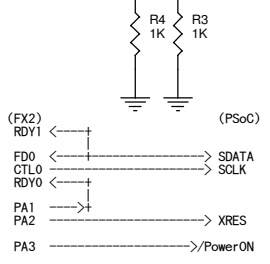 R4 R3
1K 1K
(FX2) (PSoC)
RDY1 <----+
|
FD0 <----+--------------> SDATA
CTL0 -------------------> SCLK
RDY0 <----+
|
PA1 ---->+
PA2 -------------------> XRES
PA3 ------------------>/PowerON